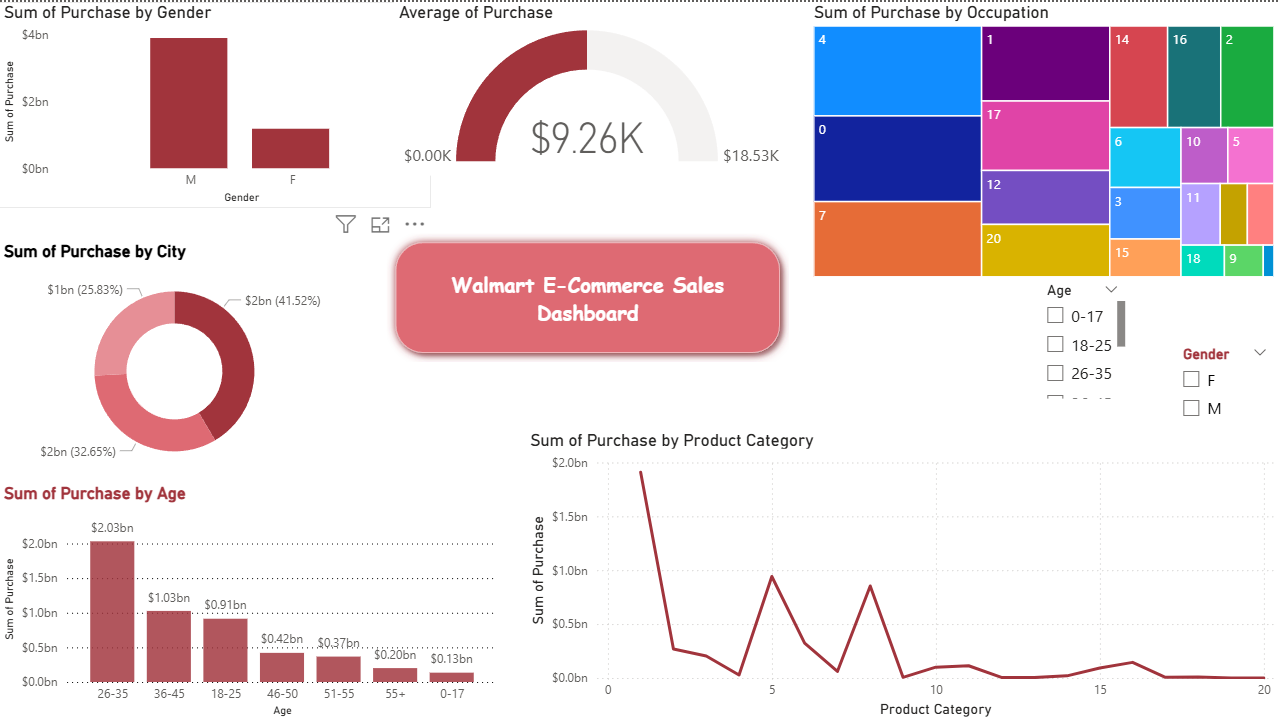 Sum of Purchase by Gender
$4bn
$2bn
$0bn
Sum of Purchase
M
F
Gender
Average of Purchase
$0.00K
$9.26K
$18.53K
Sum of Purchase by Occupation
4
0
7
1
17
12
20
14
16
2
6
10
5
3
11
15
18
9
Sum of Purchase by City
$1bn (25.83%)
$2bn (41.52%)
$2bn (32.65%)
Walmart E-Commerce Sales
Dashboard
Age
0-17
18-25
26-35
Gender
F
M
Sum of Purchase by Age
$2.0bn
$1.5bn
$1.0bn
$0.5bn
$0.0bn
Sum of Purchase
$2.03bn
$1.03bn
$0.91bn
$0.42bn
$0.37bn
$0.20bn
$0.13bn
26-35
36-45
18-25
46-50
51-55
55+
0-17
Age
Sum of Purchase by Product Category
$2.0bn
$1.5bn
$1.0bn
$0.5bn
$0.0bn
Sum of Purchase
0
5
10
15
20
Product Category